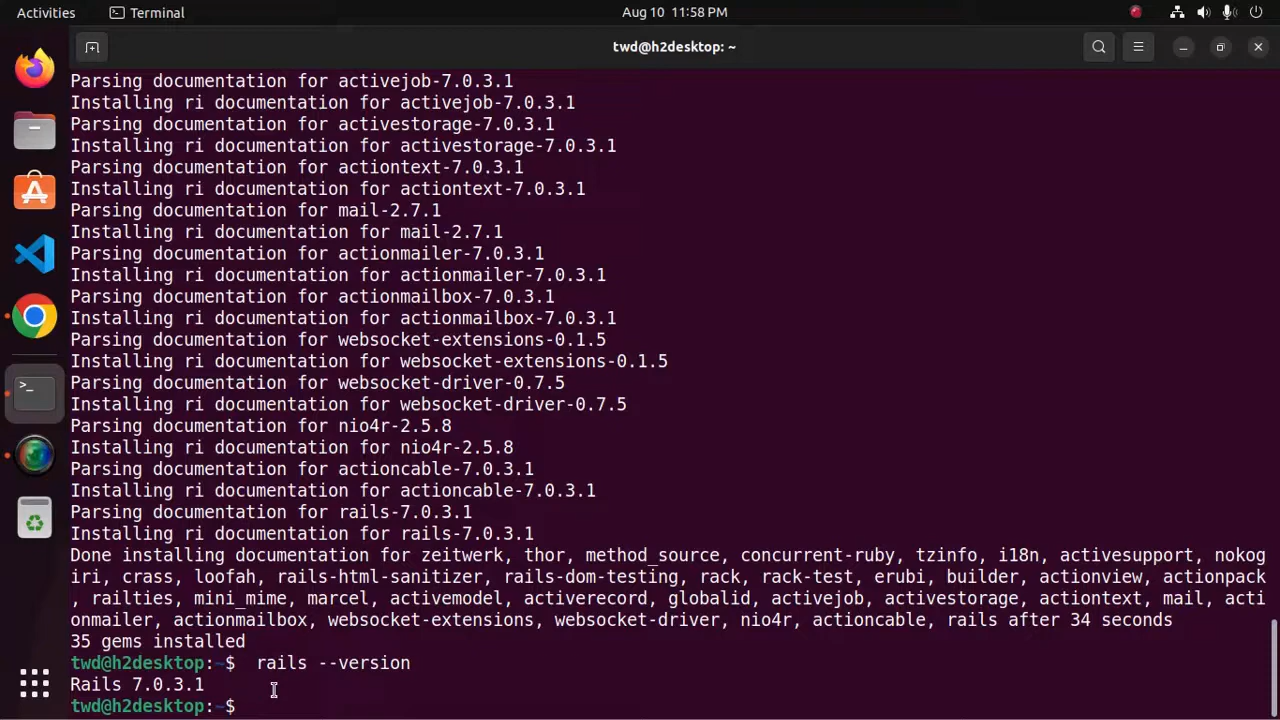 Activities Terminal Aug 10 11:58 PM
twd@h2desktop: ~
Parsing documentation for activejob-7.0.3.1
Installing ri documentation for activejob-7.0.3.1
Parsing documentation for activestorage-7.0.3.1
Installing ri documentation for activestorage-7.0.3.1
Parsing documentation for actiontext-7.0.3.1
Installing ri documentation for actiontext-7.0.3.1
Parsing documentation for mail-2.7.1
Installing ri documentation for mail-2.7.1
Parsing documentation for actionmailer-7.0.3.1
Installing ri documentation for actionmailer-7.0.3.1
Parsing documentation for actionmailbox-7.0.3.1
Installing ri documentation for actionmailbox-7.0.3.1
Parsing documentation for websocket-extensions-0.1.5
Installing ri documentation for websocket-extensions-0.1.5
Parsing documentation for websocket-driver-0.7.5
Installing ri documentation for websocket-driver-0.7.5
Parsing documentation for nio4r-2.5.8
Installing ri documentation for nio4r-2.5.8
Parsing documentation for actioncable-7.0.3.1
Installing ri documentation for actioncable-7.0.3.1
Parsing documentation for rails-7.0.3.1
Installing ri documentation for rails-7.0.3.1
Done installing documentation for zeitwerk, thor, method_source, concurrent-ruby, tzinfo, i18n, activesupport, nokog
iri, crass, loofah, rails-html-sanitizer, rails-dom-testing, rack, rack-test, erubi, builder, actionview, actionpack
, railties, mini_mime, marcel, activemodel, activerecord, globalid, activejob, activestorage, actiontext, mail, acti
onmailer, actionmailbox, websocket-extensions, websocket-driver, nio4r, actioncable, rails after 34 seconds
35 gems installed
twd@h2desktop:~$  rails --version
Rails 7.0.3.1
twd@h2desktop:~$